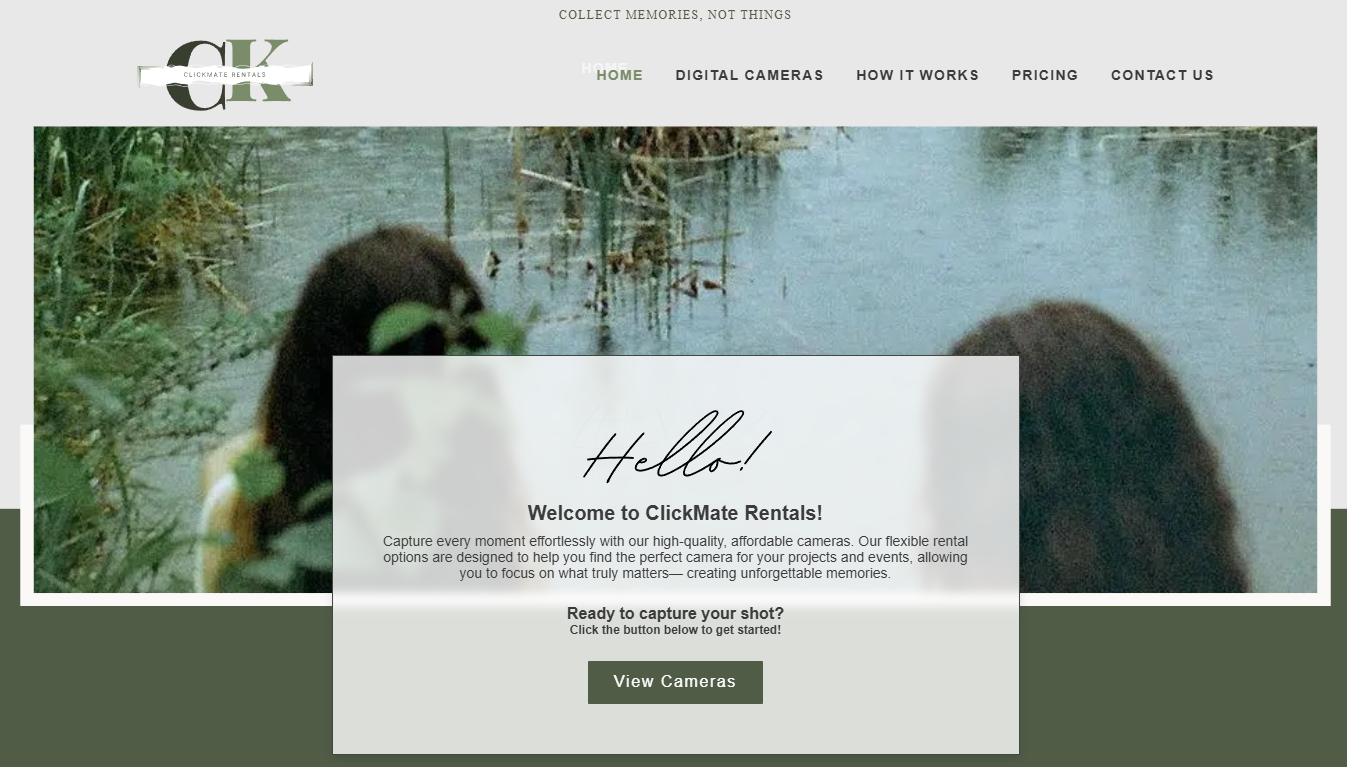 COLLECT MEMORIES, NOT THINGS
CK
CLICKMATE RENTALS
HOME
HOME
DIGITAL CAMERAS
HOW IT WORKS
PRICING
CONTACT US
Hello!
Welcome to ClickMate Rentals!
Capture every moment effortlessly with our high-quality, affordable cameras. Our flexible rental
options are designed to help you find the perfect camera for your projects and events, allowing
you to focus on what truly matters— creating unforgettable memories.
Ready to capture your shot?
Click the button below to get started!
View Cameras